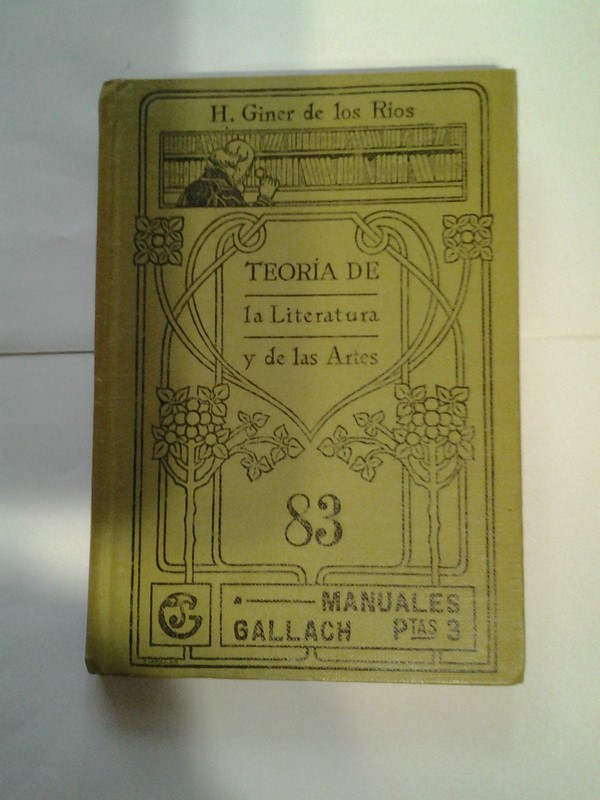 H. Giner de los Rios
TEORÍA DE
la Literatura
y de las Artes
83
MANUALES
GALLACH PTAS 3